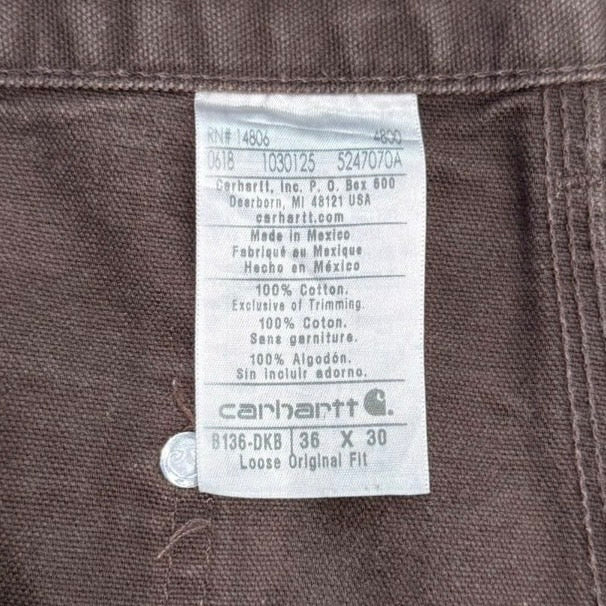 RN# 14806 4800
0618 1030125 5247070A
Carhartt, Inc. P. O. Box 600
Dearborn, MI 48121 USA
carhartt.com
Made in Mexico
Fabriqué au Mexique
Hecho en México
100% Cotton.
Exclusive of Trimming.
100% Coton.
Sans garniture.
100% Algodón.
Sin incluir adorno.
carhartt
B136-DKB 36 X 30
Loose Original Fit